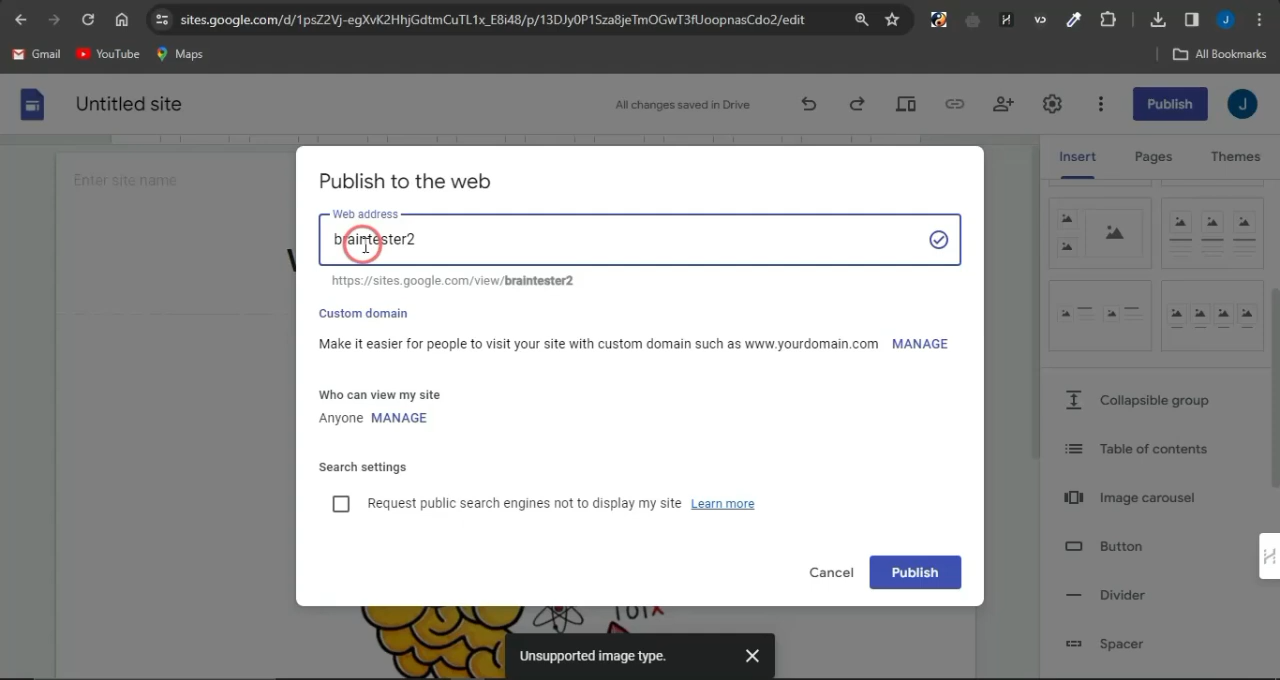 sites.google.com/d/1psZ2Vj-egXvK2HhjGdtmCuTL1x_E8i48/p/13DJy0P1Sza8jeTmOGwT3fUoopnasCdo2/edit
J
Gmail
YouTube
Maps
All Bookmarks
Untitled site
All changes saved in Drive
Publish
J
Insert
Pages
Themes
Enter site name
Publish to the web
Web address
braintester2
https://sites.google.com/view/braintester2
Custom domain
Make it easier for people to visit your site with custom domain such as www.yourdomain.com MANAGE
Who can view my site
Anyone MANAGE
Search settings
Request public search engines not to display my site Learn more
Cancel
Publish
Collapsible group
Table of contents
Image carousel
Button
Divider
Spacer
Unsupported image type.